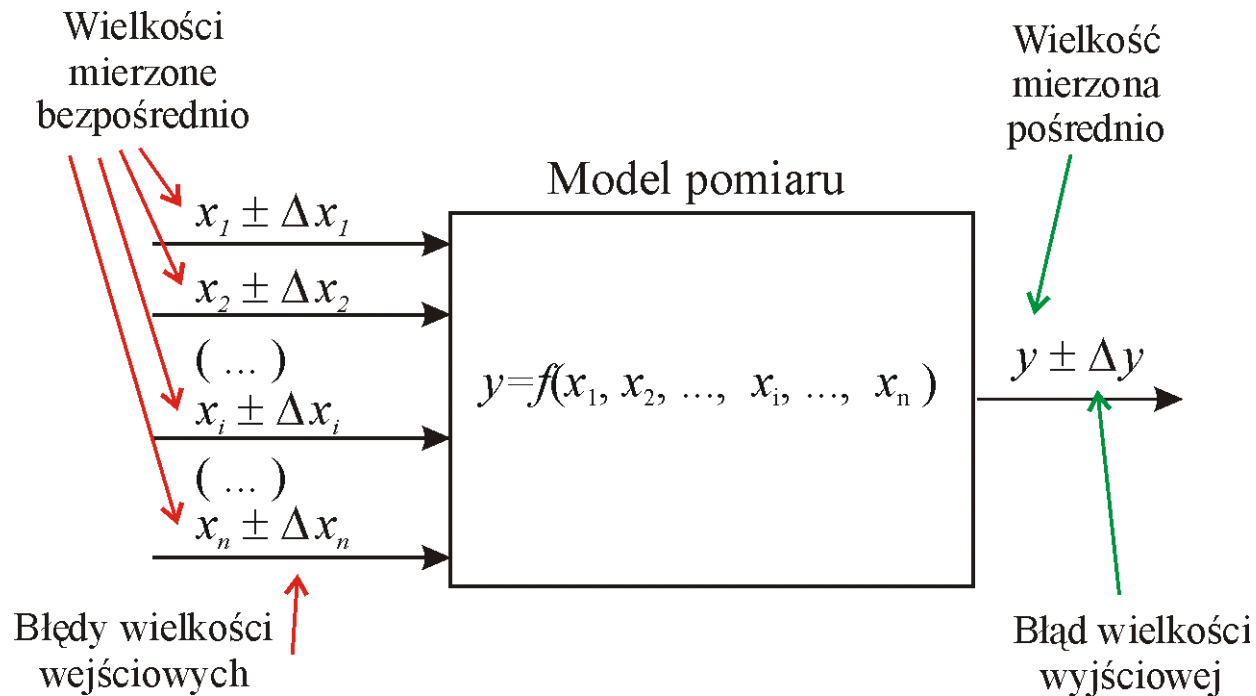 Wielkości
mierzone
bezpośrednio
Wielkość
mierzona
pośrednio
Model pomiaru
x₁ ± Δx₁
x₂ ± Δx₂
(...)
xᵢ ± Δxᵢ
(...)
xₙ ± Δxₙ
y=f(x₁, x₂, ..., xᵢ, ..., xₙ )
y ± Δy
Błędy wielkości
wejściowych
Błąd wielkości
wyjściowej